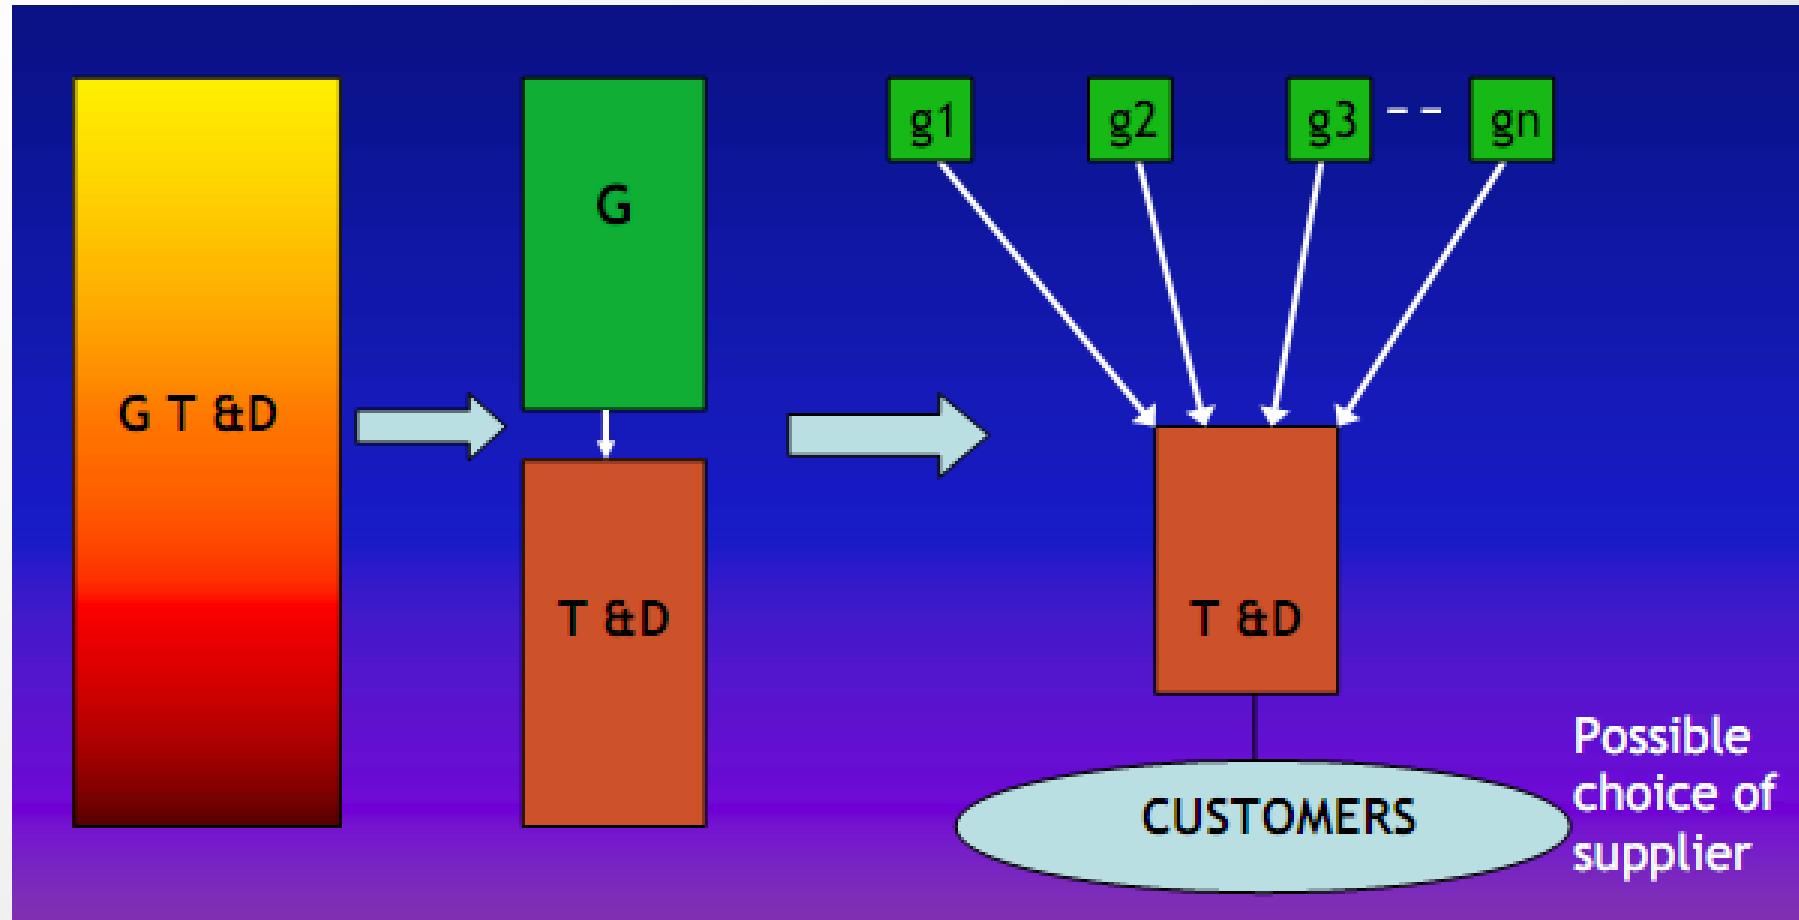 G T &D
G
T &D
g1
g2
g3
--
gn
T &D
CUSTOMERS
Possible
choice of
supplier